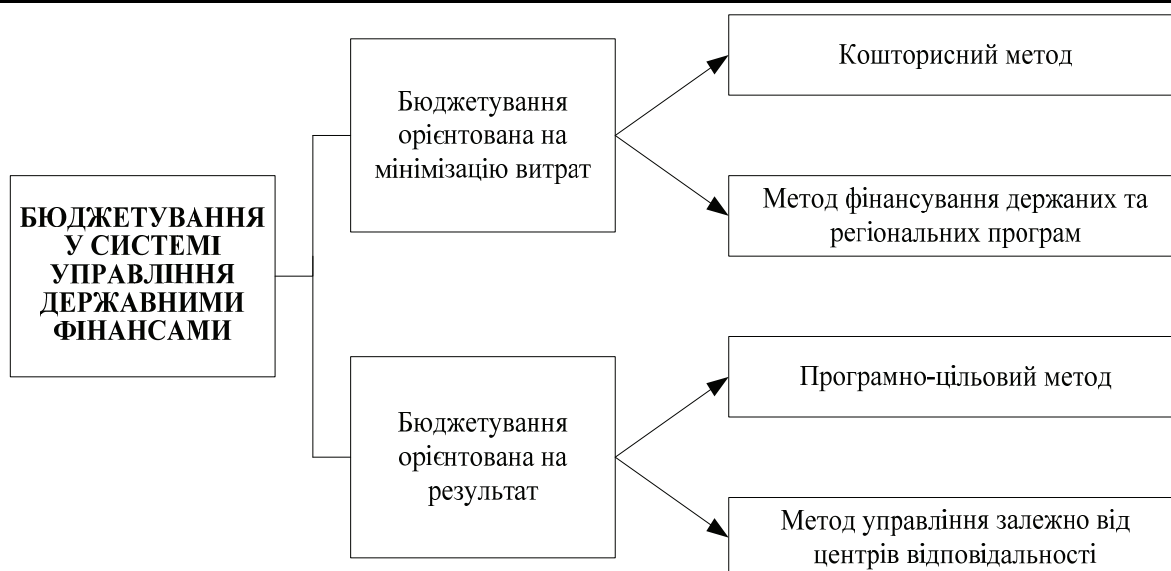 БЮДЖЕТУВАННЯ
У СИСТЕМІ
УПРАВЛІННЯ
ДЕРЖАВНИМИ
ФІНАНСАМИ
Бюджетування
орієнтована на
мінімізацію витрат
Кошторисний метод
Метод фінансування держаних та
регіональних програм
Бюджетування
орієнтована на
результат
Програмно-цільовий метод
Метод управління залежно від
центрів відповідальності